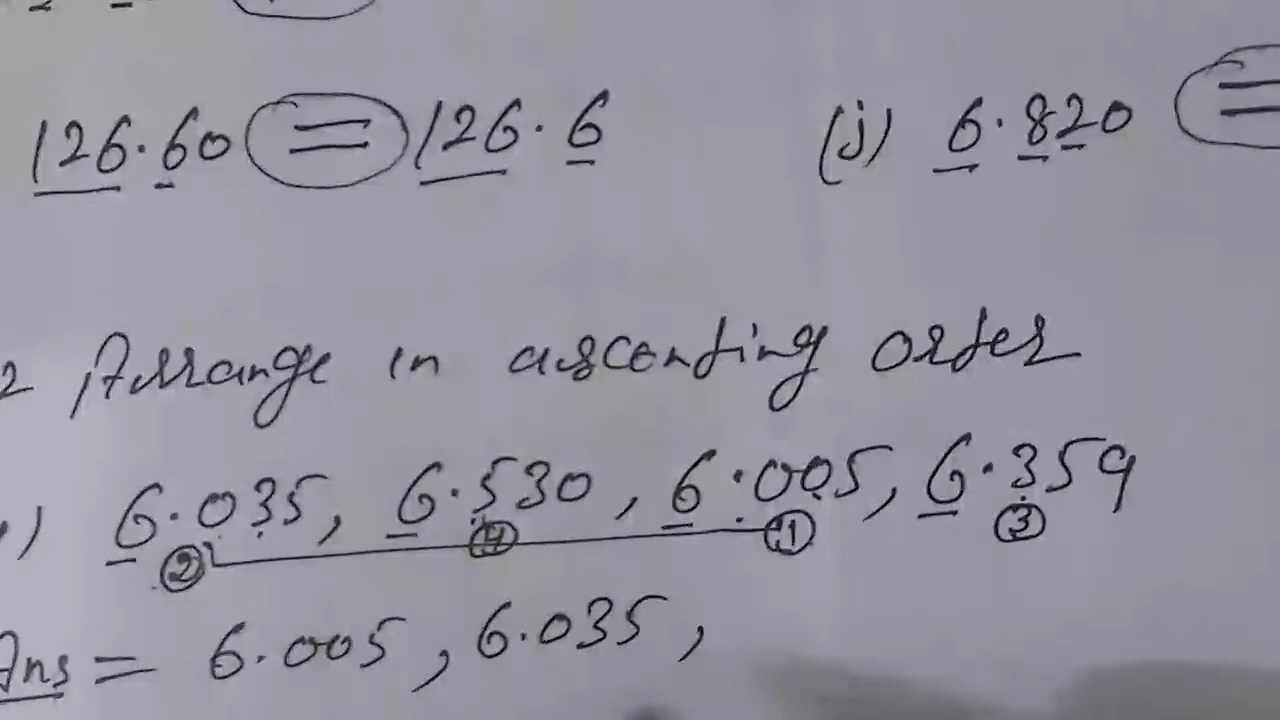 126.60 = 126.6 (j) 6.820 =
2 Arrange in ascending order
) 6.035, 6.530, 6.005, 6.359
2 4 1 3
Ans = 6.005, 6.035,